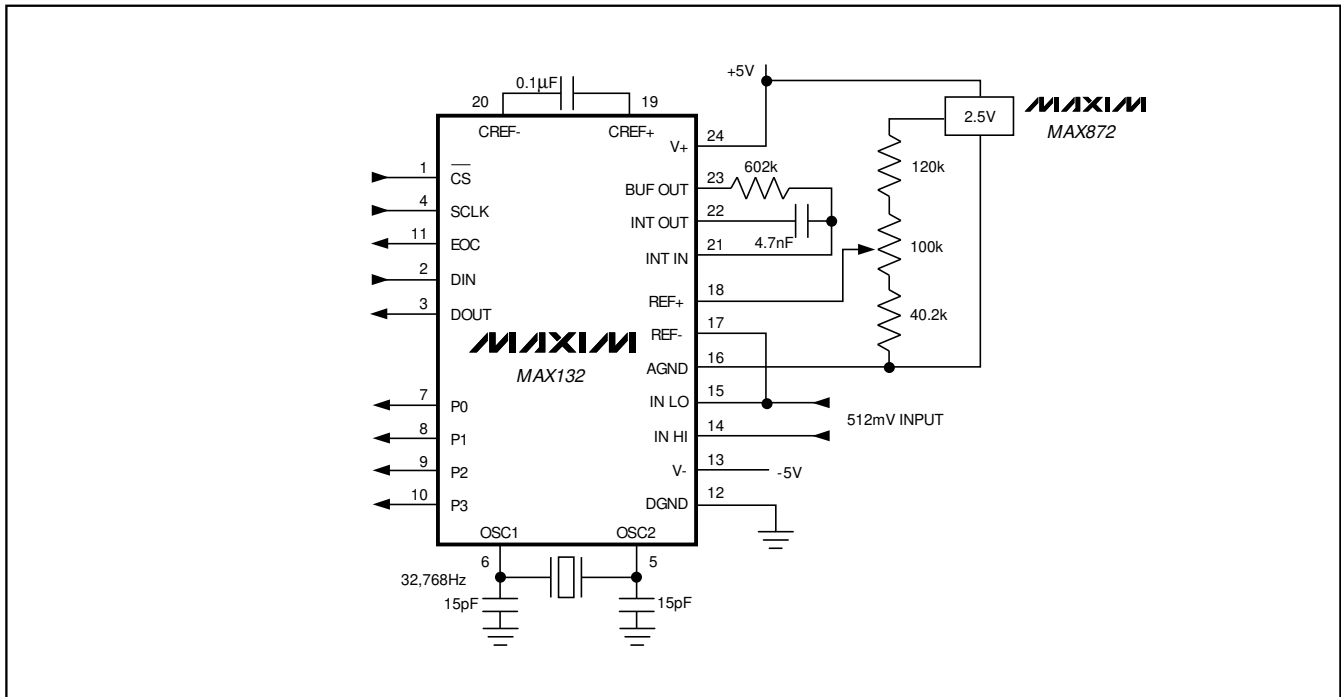 +5V
0.1µF
20
19
CREF-
CREF+
MAXIM
2.5V
MAX872
V+
24
1
CS
BUF OUT
23
602k
120k
4
SCLK
INT OUT
22
11
EOC
4.7nF
INT IN
21
100k
2
DIN
REF+
18
3
DOUT
40.2k
REF-
17
MAXIM
MAX132
AGND
16
7
P0
IN LO
15
512mV INPUT
8
P1
IN HI
14
9
P2
V-
13
-5V
10
P3
DGND
12
OSC1
OSC2
6
5
32,768Hz
15pF
15pF